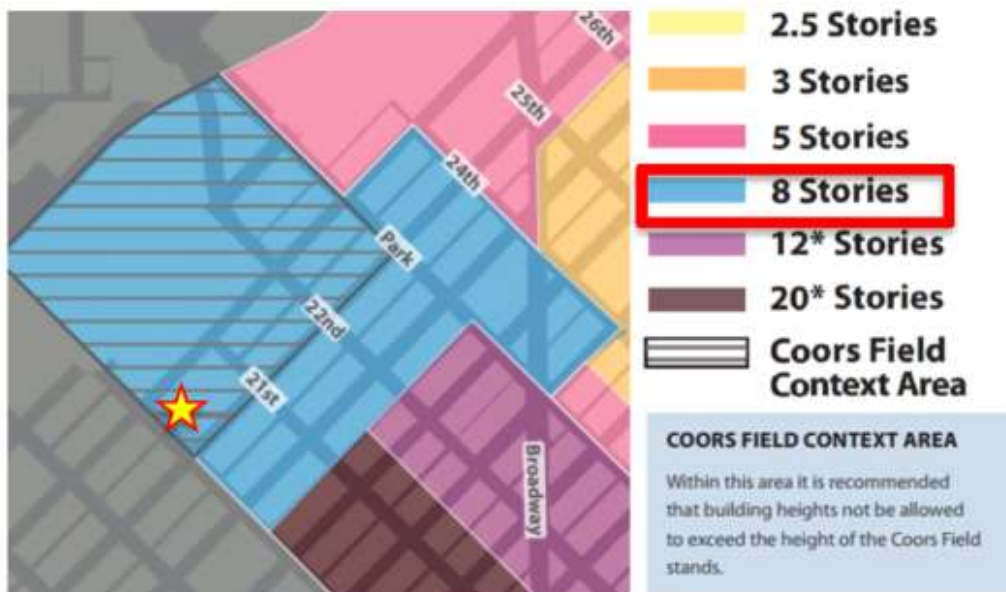 26th
25th
24th
Park
22nd
21st
Broadway
2.5 Stories
3 Stories
5 Stories
8 Stories
12* Stories
20* Stories
Coors Field
Context Area
COORS FIELD CONTEXT AREA
Within this area it is recommended
that building heights not be allowed
to exceed the height of the Coors Field
stands.